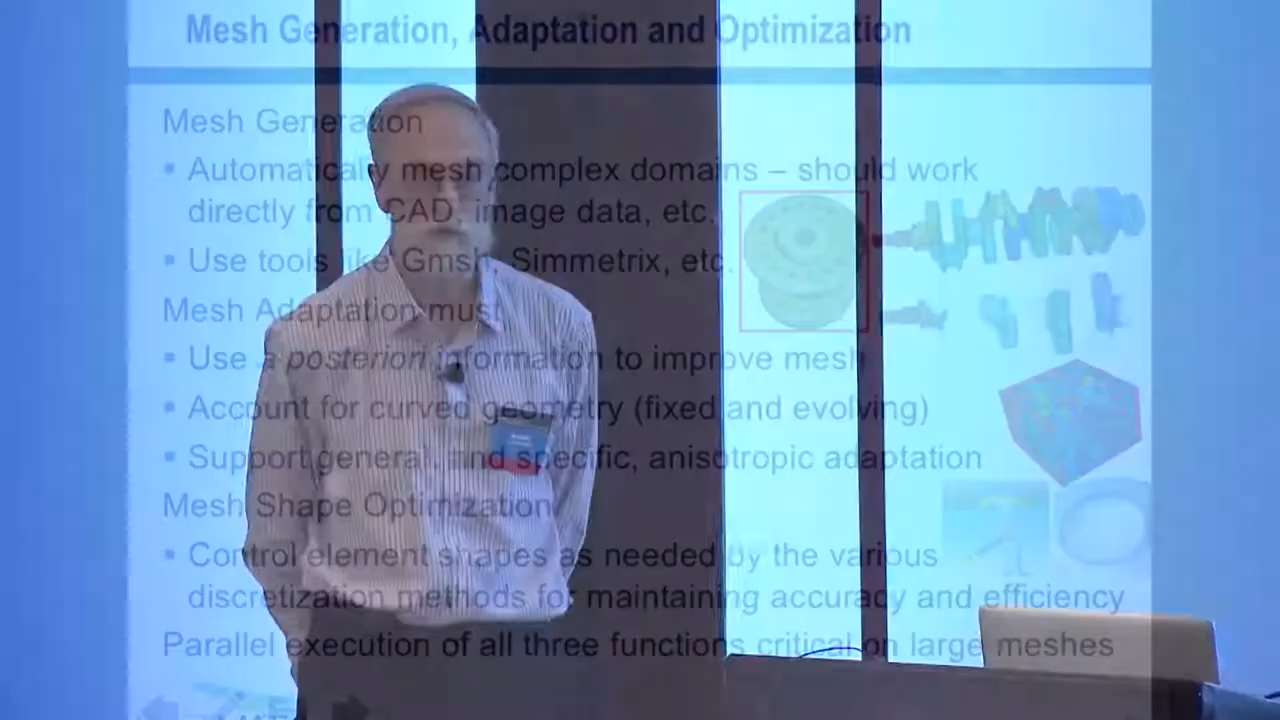 Mesh Generation, Adaptation and Optimization
Mesh Generation
▪ Automatically mesh complex domains – should work
directly from CAD, image data, etc.
▪ Use tools like Gmsh, Simmetrix, etc.
Mesh Adaptation must
▪ Use a posteriori information to improve mesh
▪ Account for curved geometry (fixed and evolving)
▪ Support general, and specific, anisotropic adaptation
Mesh Shape Optimization
▪ Control element shapes as needed by the various
discretization methods for maintaining accuracy and efficiency
Parallel execution of all three functions critical on large meshes